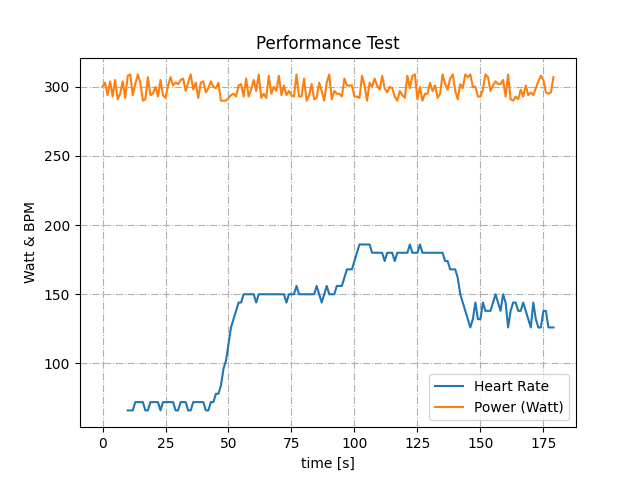 Performance Test
Watt & BPM
300
250
200
150
100
0 25 50 75 100 125 150 175
time [s]
Heart Rate
Power (Watt)